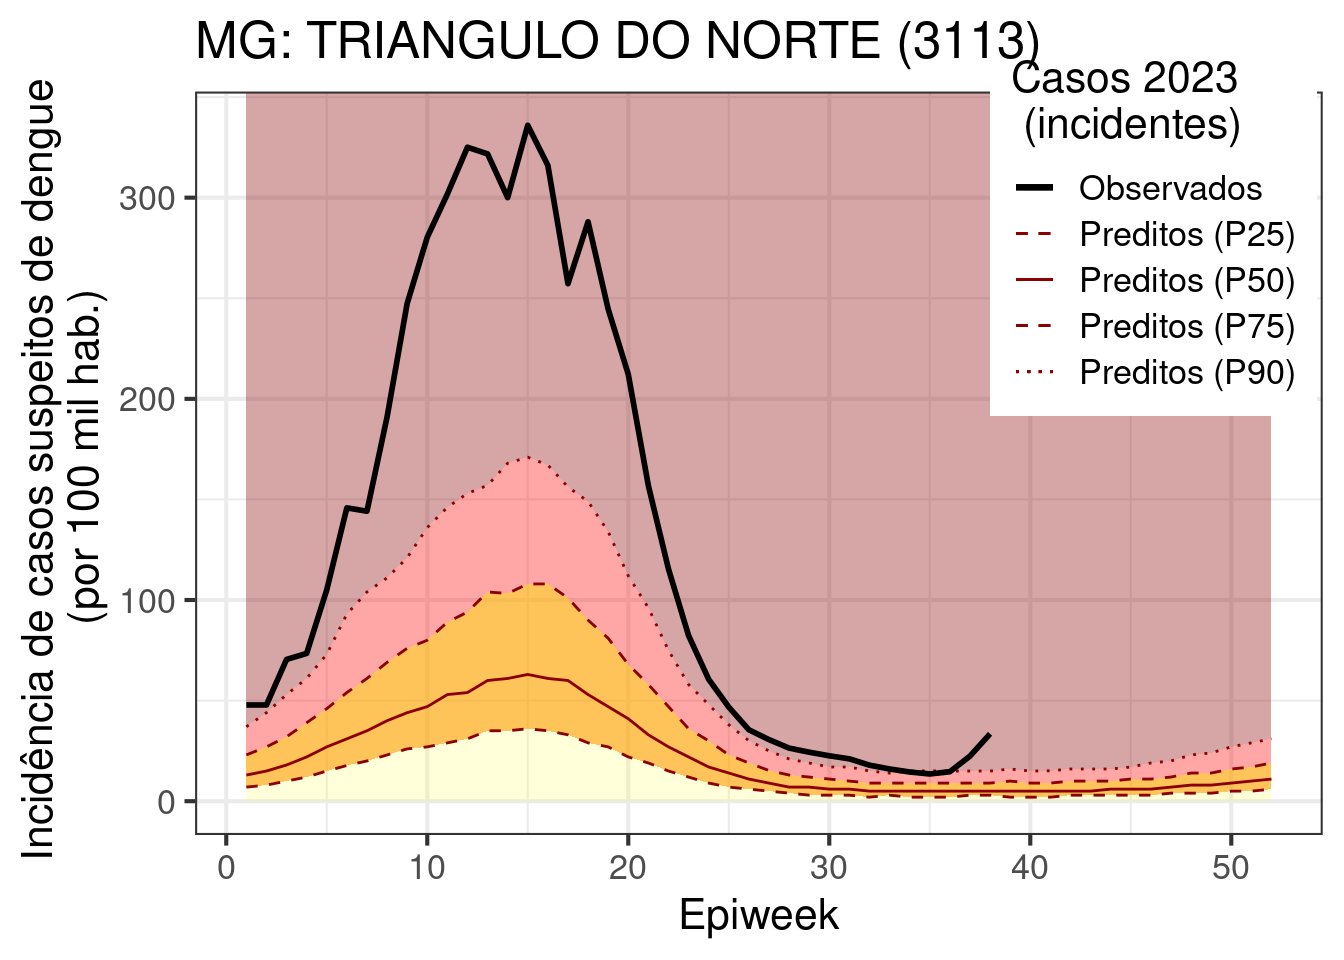 MG: TRIANGULO DO NORTE (3113)
Casos 2023
(incidentes)
Observados
Preditos (P25)
Preditos (P50)
Preditos (P75)
Preditos (P90)
Incidência de casos suspeitos de dengue
(por 100 mil hab.)
300
200
100
0
0 10 20 30 40 50
Epiweek